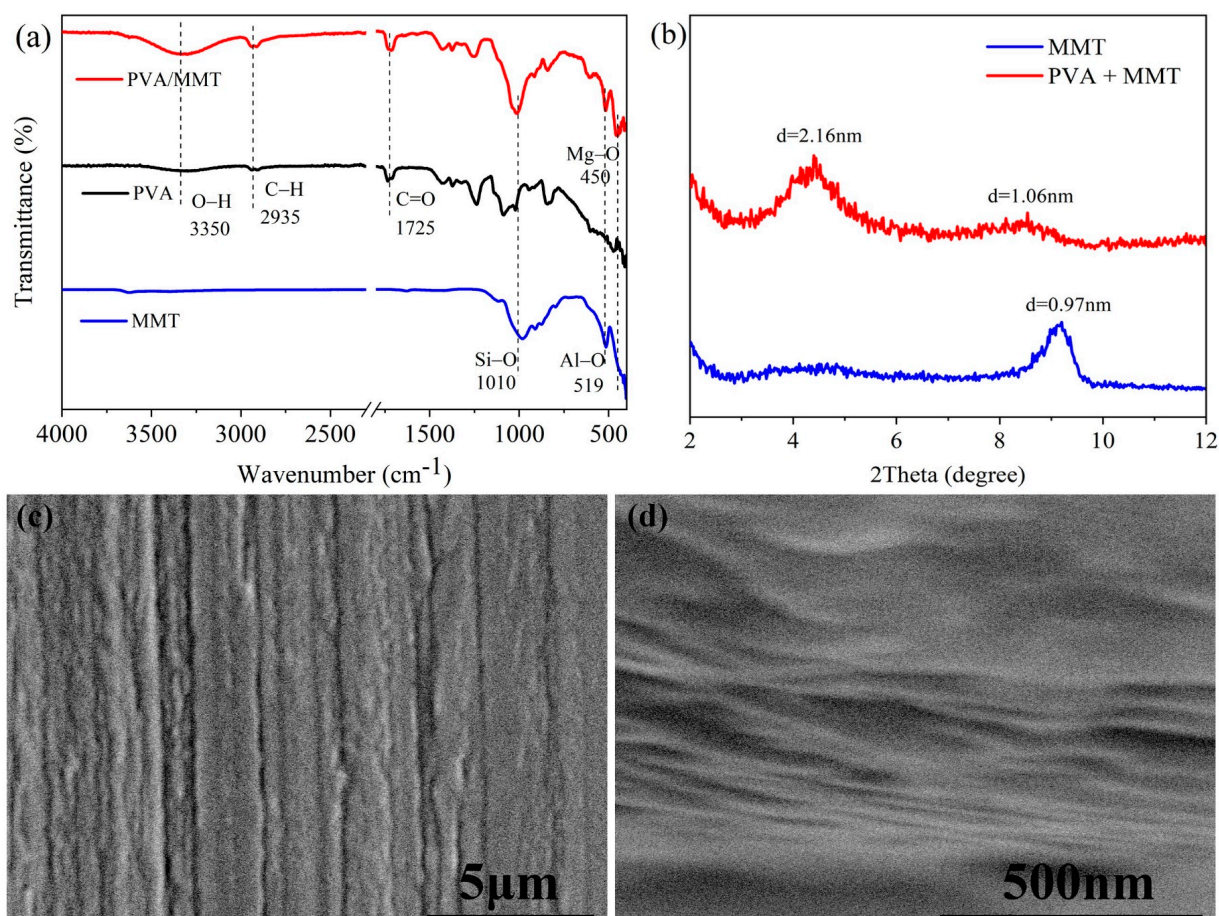 (a)
PVA/MMT
PVA
MMT
O–H
3350
C–H
2935
C=O
1725
Mg–O
450
Si–O
1010
Al–O
519
Transmittance (%)
4000 3500 3000 2500 1500 1000 500
Wavenumber (cm-1)
(b)
MMT
PVA + MMT
d=2.16nm
d=1.06nm
d=0.97nm
2 4 6 8 10 12
2Theta (degree)
(c)
5μm
(d)
500nm